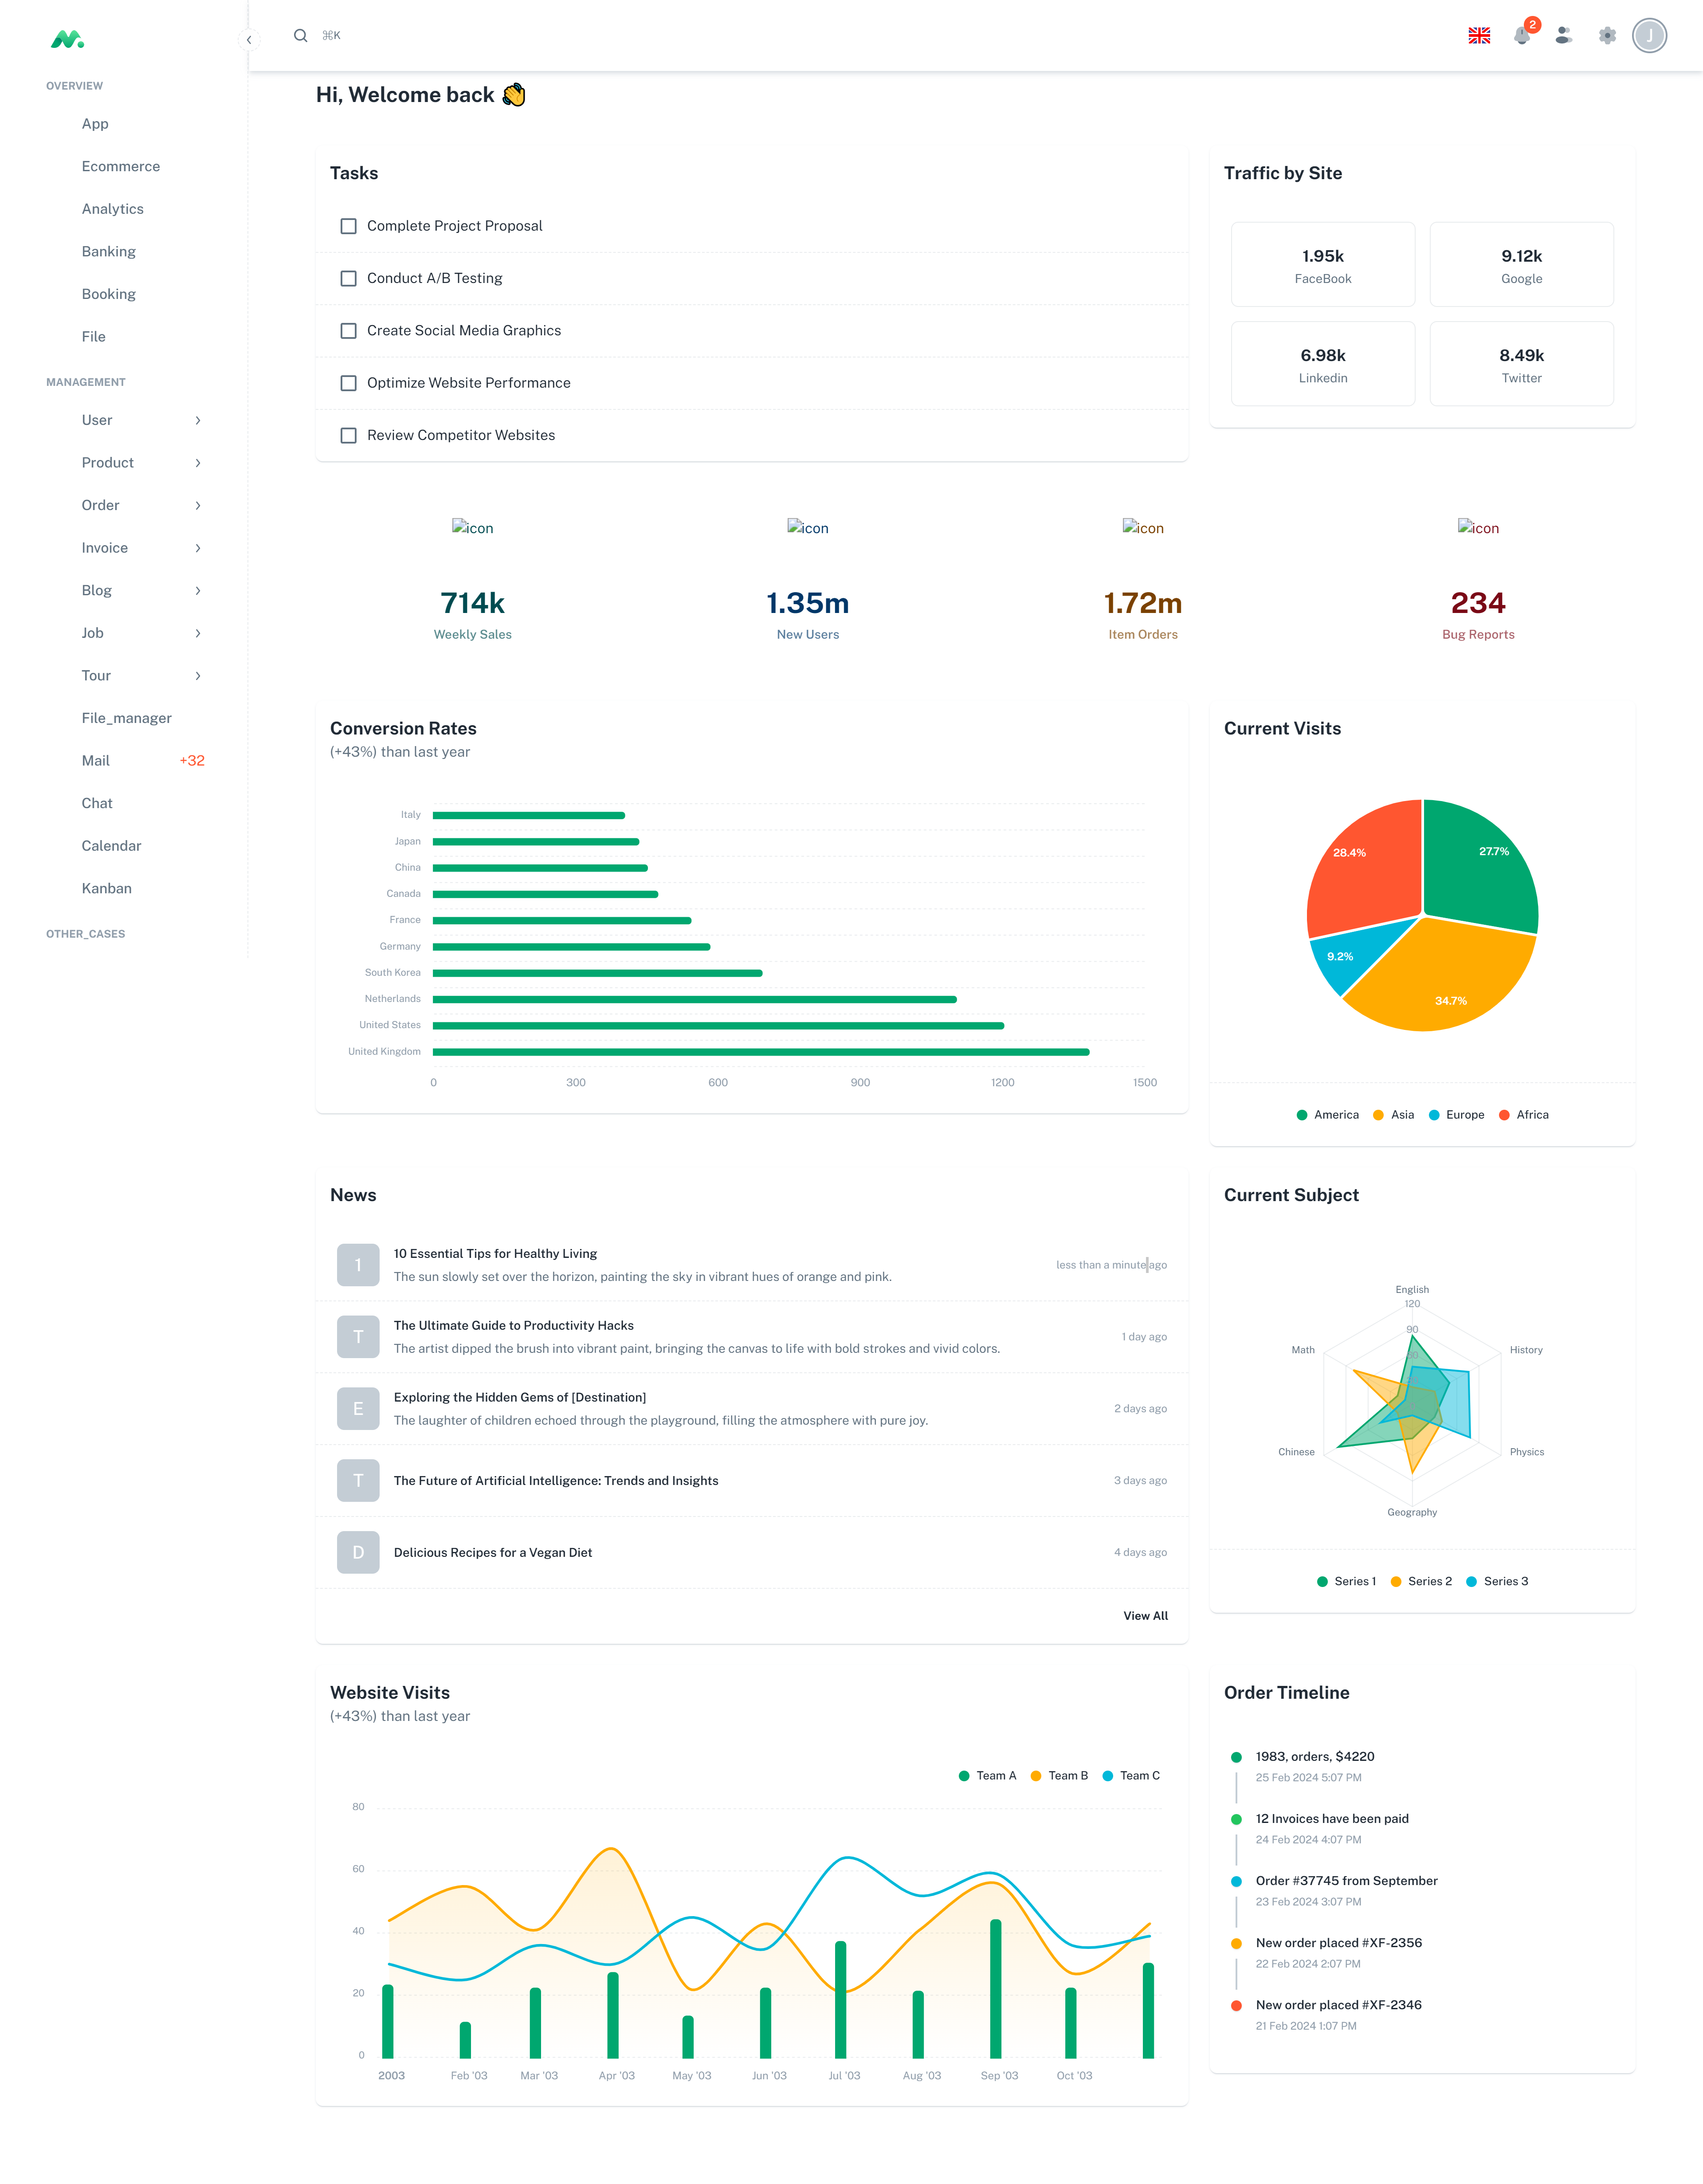 ⌘K
2
J
OVERVIEW
App
Ecommerce
Analytics
Banking
Booking
File
MANAGEMENT
User
Product
Order
Invoice
Blog
Job
Tour
File_manager
Mail +32
Chat
Calendar
Kanban
OTHER_CASES
Hi, Welcome back 👋
Tasks
Complete Project Proposal
Conduct A/B Testing
Create Social Media Graphics
Optimize Website Performance
Review Competitor Websites
Traffic by Site
1.95k
FaceBook
9.12k
Google
6.98k
Linkedin
8.49k
Twitter
icon
714k
Weekly Sales
icon
1.35m
New Users
icon
1.72m
Item Orders
icon
234
Bug Reports
Conversion Rates
(+43%) than last year
Italy
Japan
China
Canada
France
Germany
South Korea
Netherlands
United States
United Kingdom
0 300 600 900 1200 1500
Current Visits
28.4%
27.7%
9.2%
34.7%
America Asia Europe Africa
News
1
10 Essential Tips for Healthy Living
The sun slowly set over the horizon, painting the sky in vibrant hues of orange and pink.
less than a minute ago
T
The Ultimate Guide to Productivity Hacks
The artist dipped the brush into vibrant paint, bringing the canvas to life with bold strokes and vivid colors.
1 day ago
E
Exploring the Hidden Gems of [Destination]
The laughter of children echoed through the playground, filling the atmosphere with pure joy.
2 days ago
T
The Future of Artificial Intelligence: Trends and Insights
3 days ago
D
Delicious Recipes for a Vegan Diet
4 days ago
View All
Current Subject
English
120
90
Math
History
Chinese
Physics
Geography
Series 1 Series 2 Series 3
Website Visits
(+43%) than last year
Team A Team B Team C
80
60
40
20
0
2003 Feb '03 Mar '03 Apr '03 May '03 Jun '03 Jul '03 Aug '03 Sep '03 Oct '03
Order Timeline
1983, orders, $4220
25 Feb 2024 5:07 PM
12 Invoices have been paid
24 Feb 2024 4:07 PM
Order #37745 from September
23 Feb 2024 3:07 PM
New order placed #XF-2356
22 Feb 2024 2:07 PM
New order placed #XF-2346
21 Feb 2024 1:07 PM